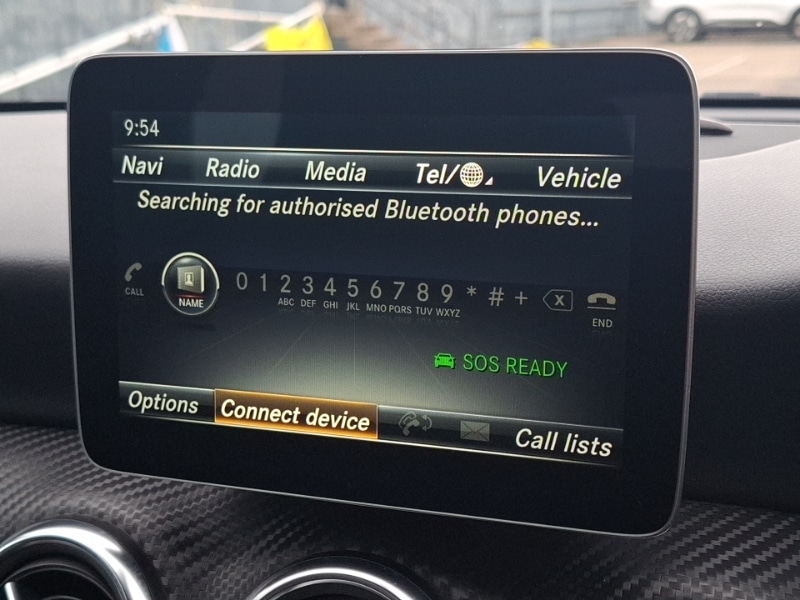 9:54
Navi Radio Media Tel/ Vehicle
Searching for authorised Bluetooth phones...
CALL NAME 0 1 2 3 4 5 6 7 8 9 * # + X END
ABC DEF GHI JKL MNO PQRS TUV WXYZ
SOS READY
Options Connect device Call lists